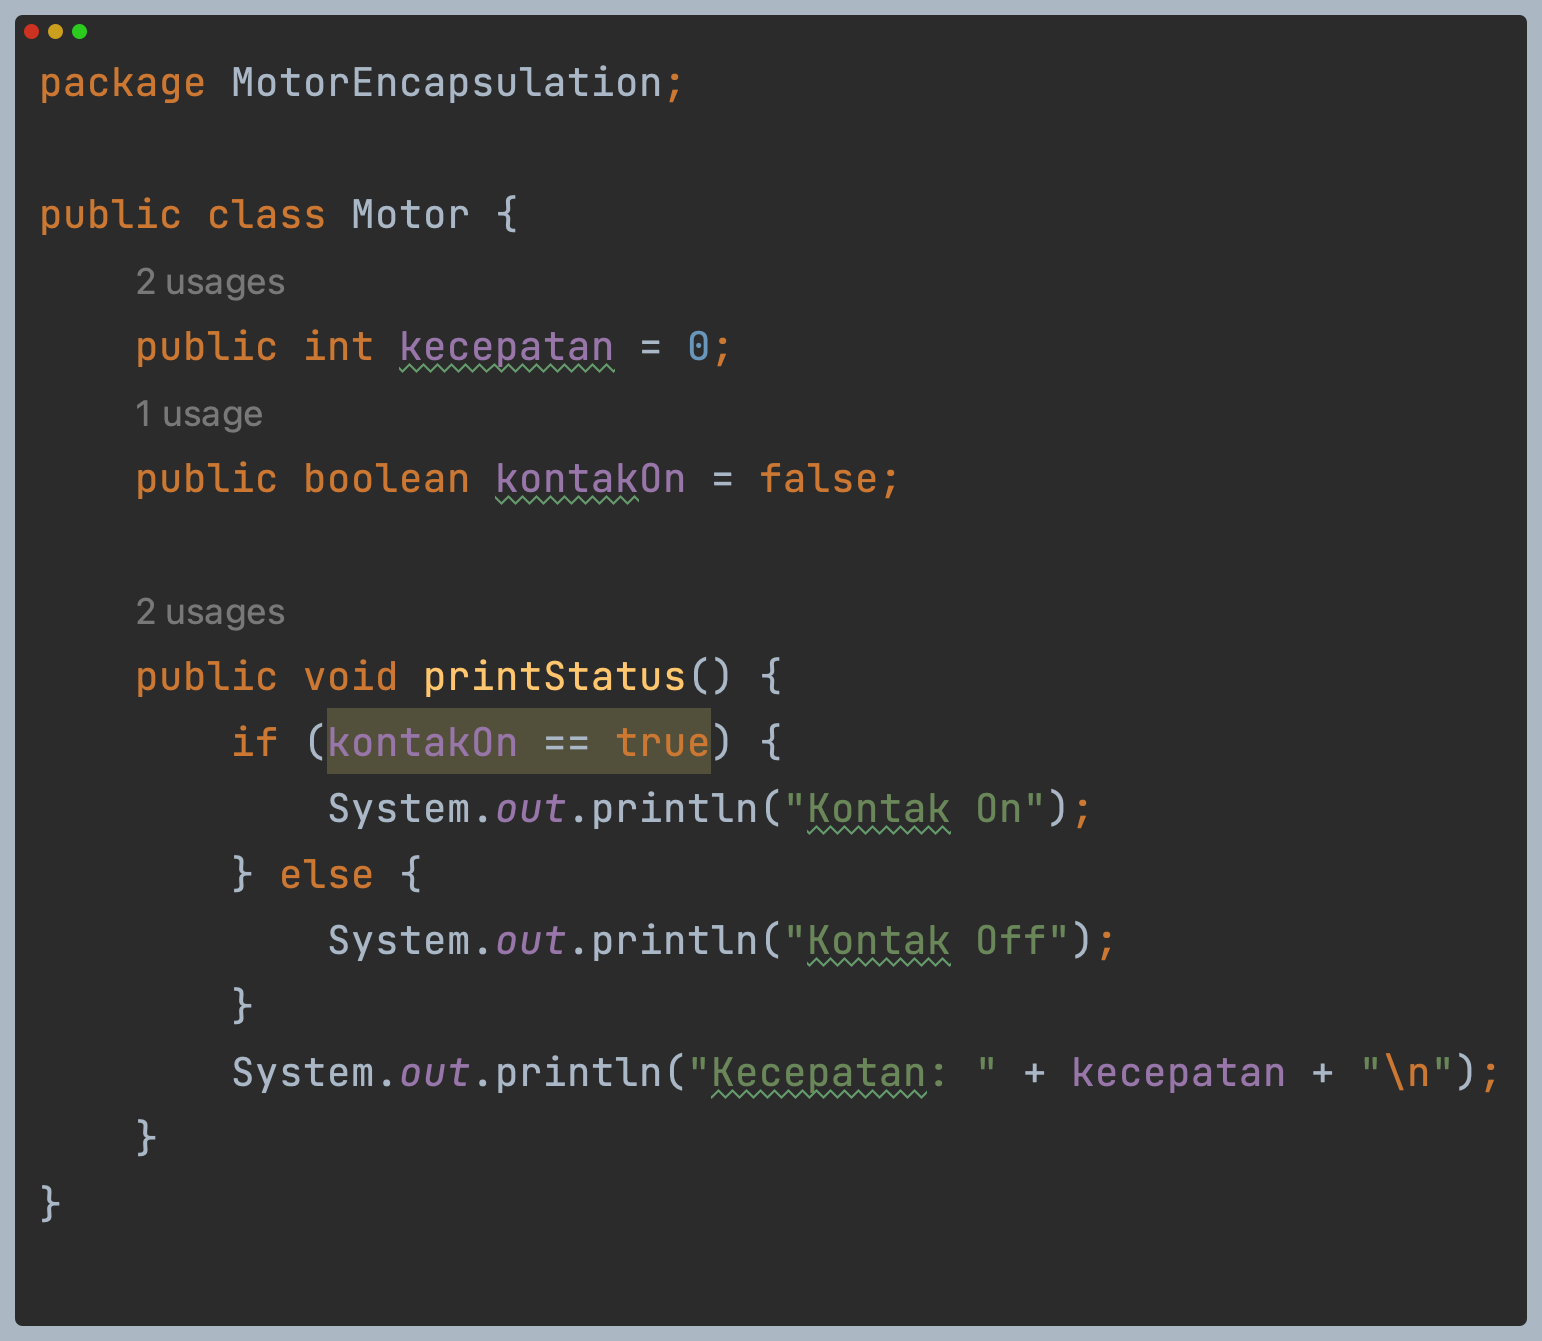 package MotorEncapsulation;
public class Motor {
2 usages
public int kecepatan = 0;
1 usage
public boolean kontakOn = false;
2 usages
public void printStatus() {
if (kontakOn == true) {
System.out.println("Kontak On");
} else {
System.out.println("Kontak Off");
}
System.out.println("Kecepatan: " + kecepatan + "\n");
}
}